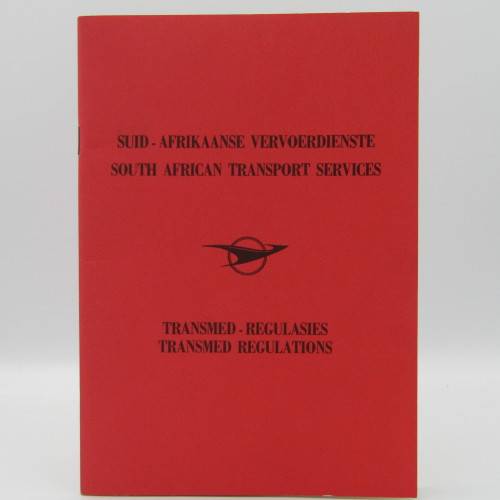 SUID - AFRIKAANSE VERVOERDIENSTE
SOUTH AFRICAN TRANSPORT SERVICES
TRANSMED - REGULASIES
TRANSMED REGULATIONS